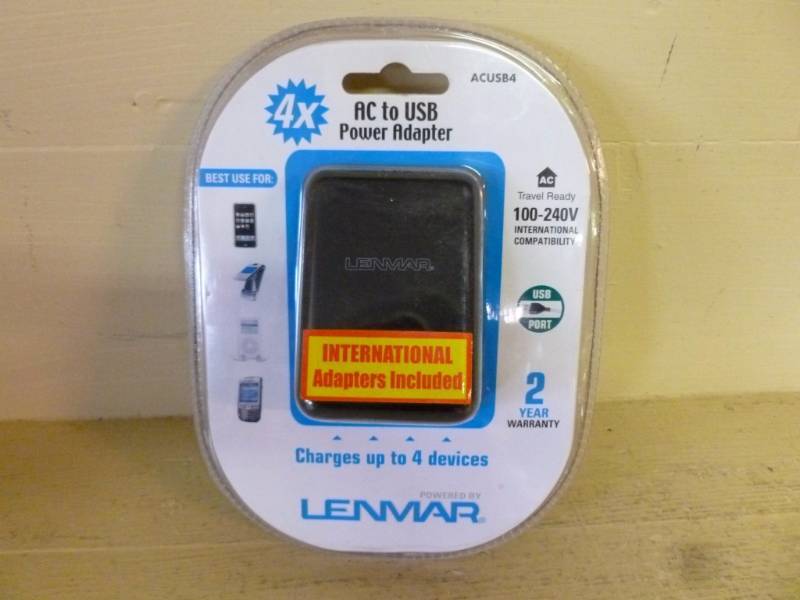 ACUSB4
4x
AC to USB
Power Adapter
BEST USE FOR:
AC
Travel Ready
100-240V
INTERNATIONAL
COMPATIBILITY
LENMAR®
USB
PORT
INTERNATIONAL
Adapters Included
2
YEAR
WARRANTY
Charges up to 4 devices
POWERED BY
LENMAR®